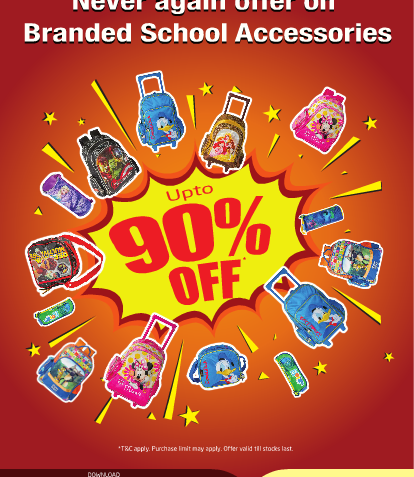 Never again offer on
Branded School Accessories
Upto
90%
OFF*
*T&C apply. Purchase limit may apply. Offer valid till stocks last.
DOWNLOAD